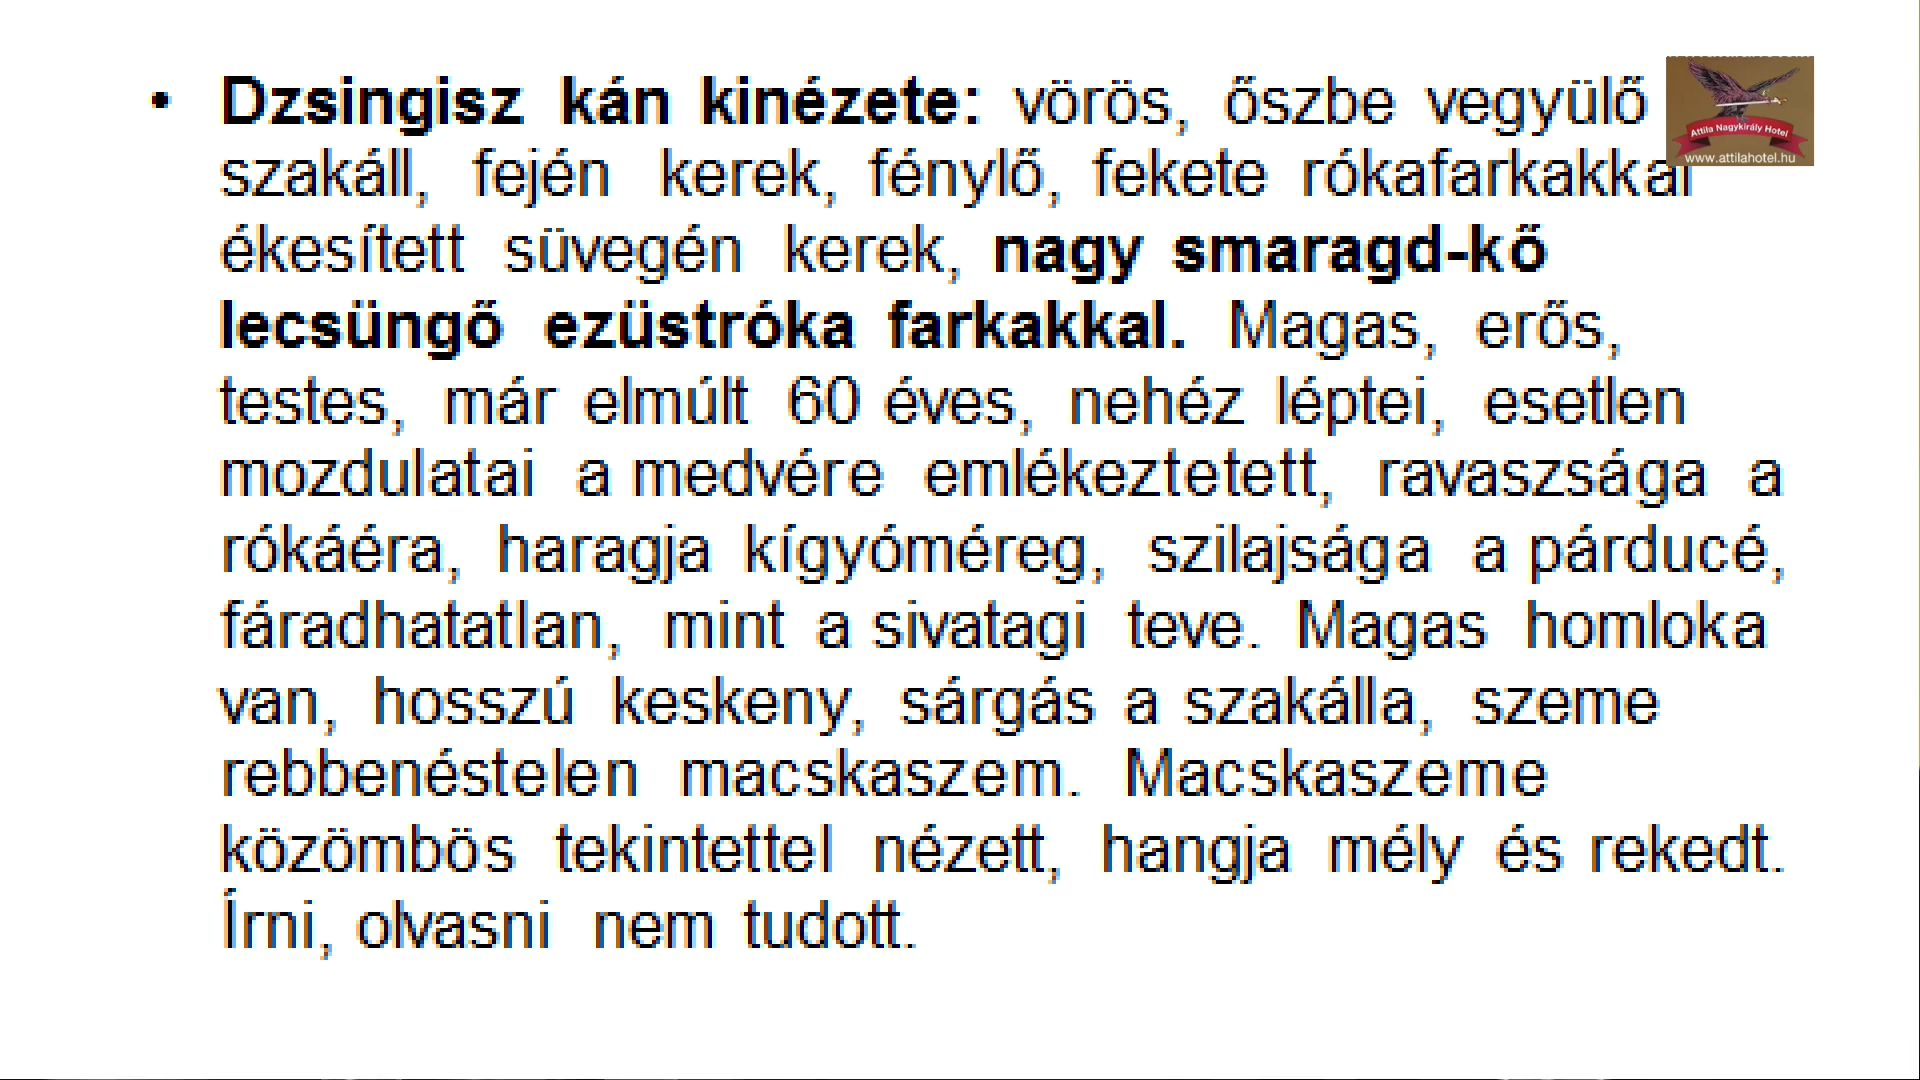 • Dzsingisz kán kinézete: vörös, őszbe vegyülő
szakáll, fején kerek, fénylő, fekete rókafarkakkal
ékesített süvegén kerek, nagy smaragd-kő
lecsüngő ezüstróka farkakkal. Magas, erős,
testes, már elmúlt 60 éves, nehéz léptei, esetlen
mozdulatai a medvére emlékeztetett, ravaszsága a
rókáéra, haragja kígyóméreg, szilajsága a párducé,
fáradhatatlan, mint a sivatagi teve. Magas homloka
van, hosszú keskeny, sárgás a szakálla, szeme
rebbenéstelen macskaszem. Macskaszeme
közömbös tekintettel nézett, hangja mély és rekedt.
Írni, olvasni nem tudott.
Attila Nagykirály Hotel
www.attilahotel.hu